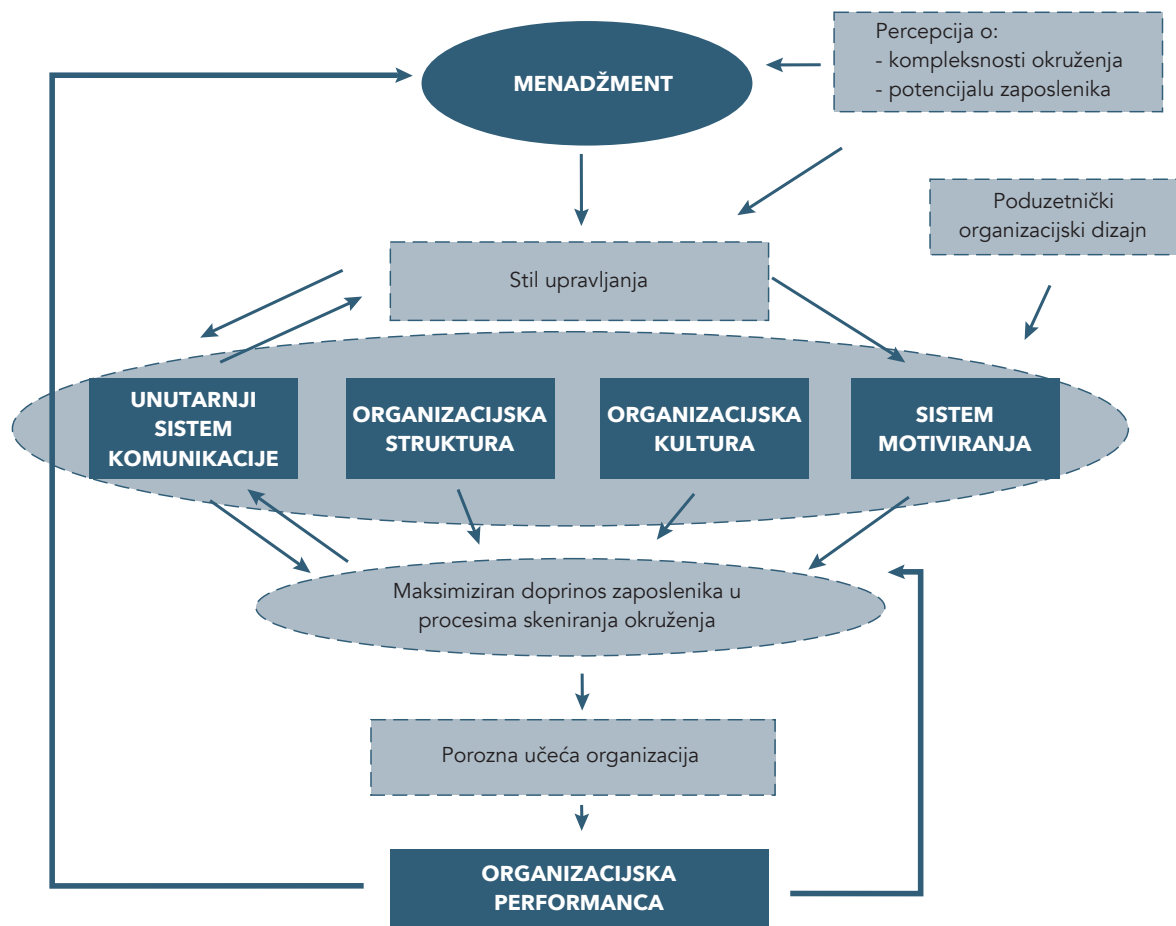 Percepcija o:
- kompleksnosti okruženja
- potencijalu zaposlenika
MENADŽMENT
Poduzetnički
organizacijski dizajn
Stil upravljanja
UNUTARNJI
SISTEM
KOMUNIKACIJE
ORGANIZACIJSKA
STRUKTURA
ORGANIZACIJSKA
KULTURA
SISTEM
MOTIVIRANJA
Maksimiziran doprinos zaposlenika u
procesima skeniranja okruženja
Porozna učeća organizacija
ORGANIZACIJSKA
PERFORMANCA